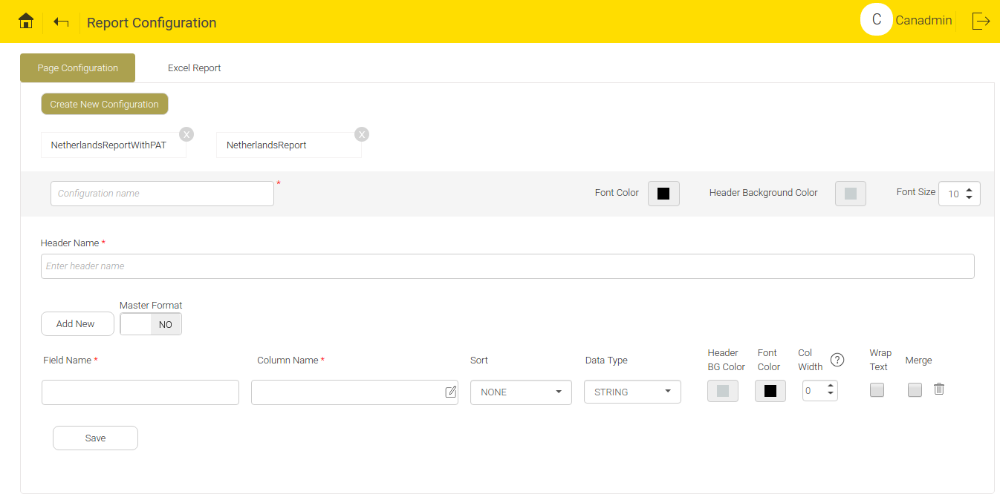 Report Configuration
C Canadmin
Page Configuration Excel Report
Create New Configuration
NetherlandsReportWithPAT X NetherlandsReport X
Configuration name * Font Color Header Background Color Font Size 10
Header Name *
Enter header name
Master Format
Add New NO
Field Name * Column Name * Sort Data Type Header BG Color Font Color Col Width ? Wrap Text Merge
NONE STRING 0
Save